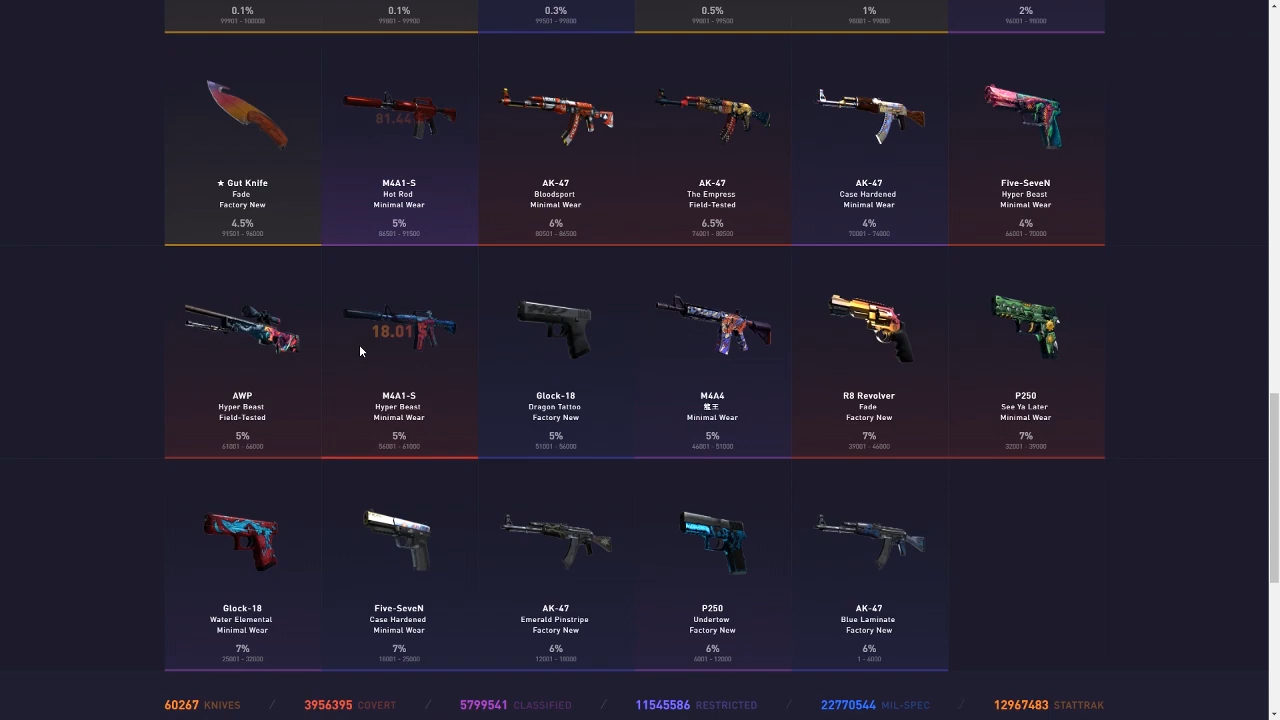 0.1% 0.1% 0.3% 0.5% 1% 2%
99901 - 100000 99801 - 99900 99501 - 99800 99001 - 99500 98001 - 99000 96001 - 98000
81.44
★ Gut Knife M4A1-S AK-47 AK-47 AK-47 Five-SeveN
Fade Hot Rod Bloodsport The Empress Case Hardened Hyper Beast
Factory New Minimal Wear Minimal Wear Field-Tested Minimal Wear Minimal Wear
4.5% 5% 6% 6.5% 4% 4%
91501 - 96000 86501 - 91500 80501 - 86500 74001 - 80500 70001 - 74000 66001 - 70000
18.01 $
AWP M4A1-S Glock-18 M4A4 R8 Revolver P250
Hyper Beast Hyper Beast Dragon Tattoo 龍王 Fade See Ya Later
Field-Tested Minimal Wear Factory New Minimal Wear Factory New Minimal Wear
5% 5% 5% 5% 7% 7%
61001 - 66000 56001 - 61000 51001 - 56000 46001 - 51000 39001 - 46000 32001 - 39000
Glock-18 Five-SeveN AK-47 P250 AK-47
Water Elemental Case Hardened Emerald Pinstripe Undertow Blue Laminate
Minimal Wear Minimal Wear Factory New Factory New Factory New
7% 7% 6% 6% 6%
25001 - 32000 18001 - 25000 12001 - 18000 6001 - 12000 1 - 6000
60267 KNIVES / 3956395 COVERT / 5799541 CLASSIFIED / 11545586 RESTRICTED / 22770544 MIL-SPEC / 12967483 STATTRAK